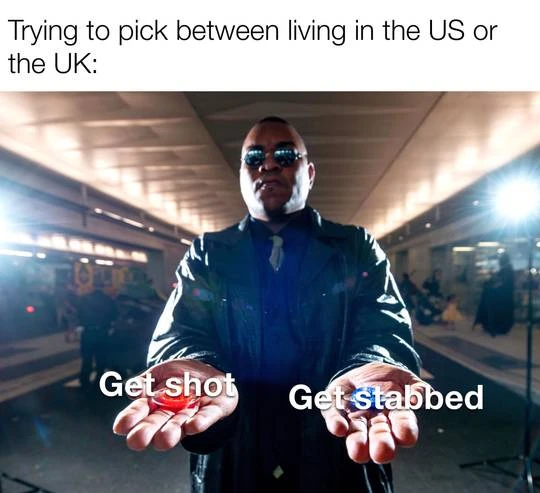 Trying to pick between living in the US or
the UK:
Get shot
Get stabbed